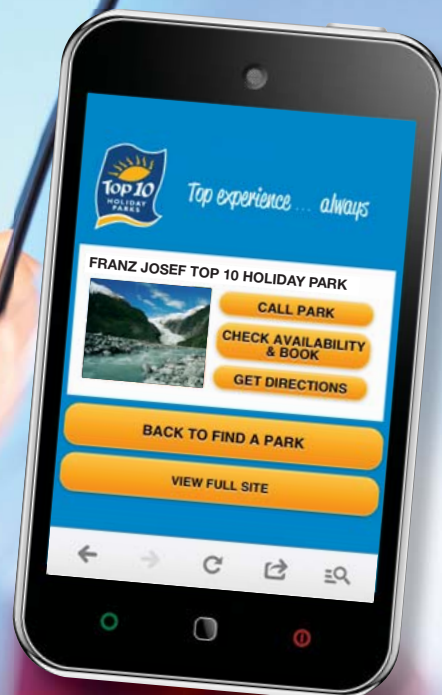 Top 10
HOLIDAY
PARKS
Top experience ... always
FRANZ JOSEF TOP 10 HOLIDAY PARK
CALL PARK
CHECK AVAILABILITY
& BOOK
GET DIRECTIONS
BACK TO FIND A PARK
VIEW FULL SITE